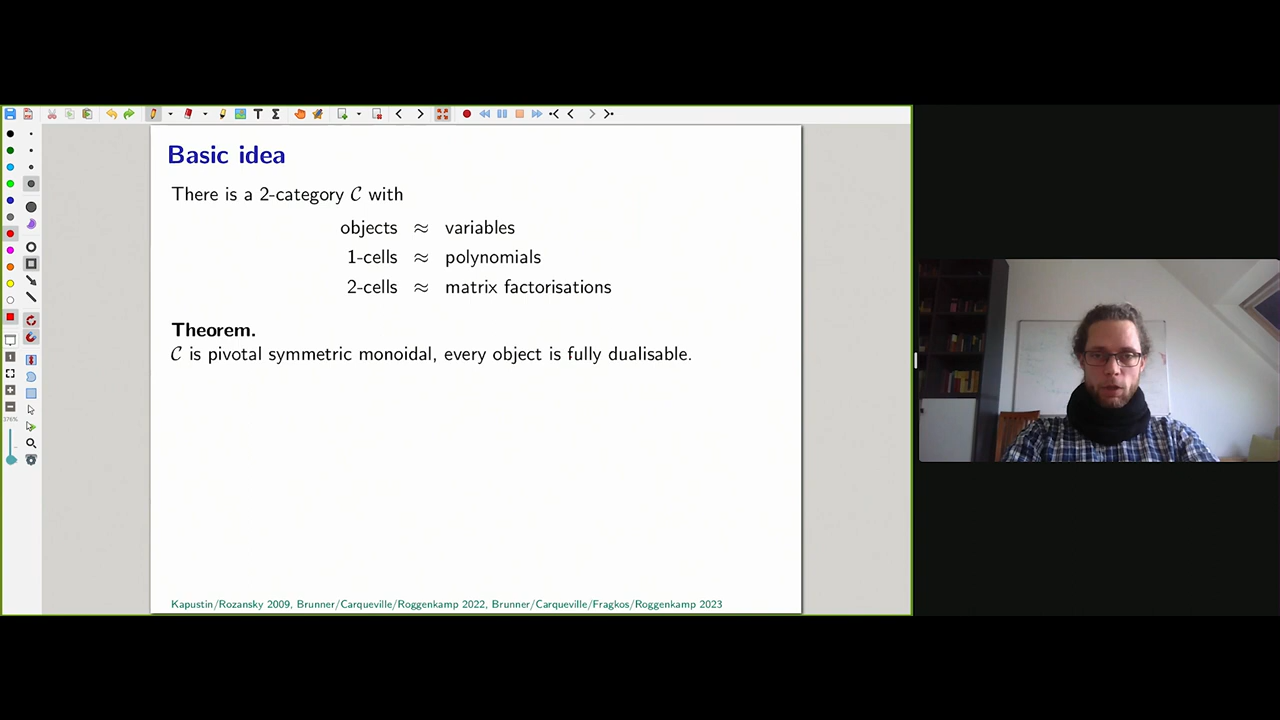 Basic idea
There is a 2-category 𝒞 with
objects ≈ variables
1-cells ≈ polynomials
2-cells ≈ matrix factorisations
Theorem.
𝒞 is pivotal symmetric monoidal, every object is fully dualisable.
Kapustin/Rozansky 2009, Brunner/Carqueville/Roggenkamp 2022, Brunner/Carqueville/Fragkos/Roggenkamp 2023